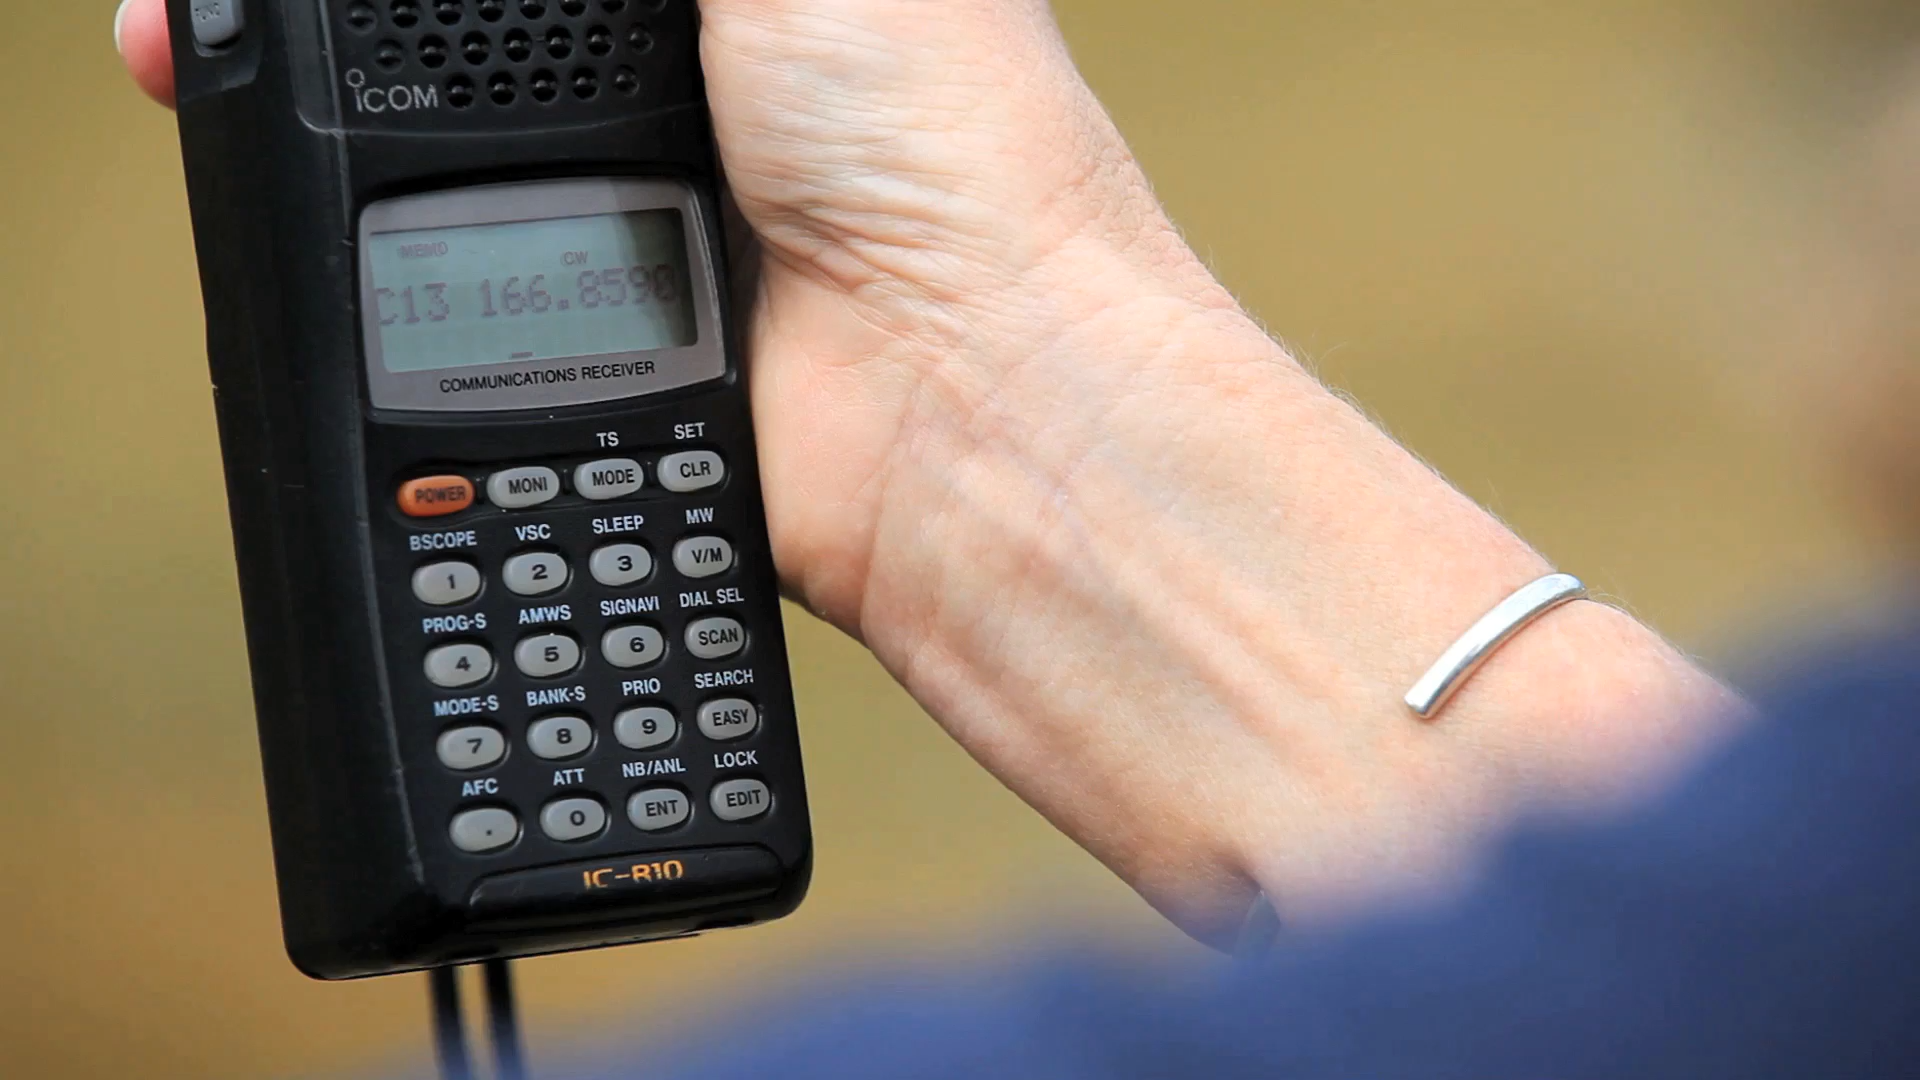 FUNC
ICOM
MEMO
CW
C13 166.8590
COMMUNICATIONS RECEIVER
TS SET
POWER MONI MODE CLR
BSCOPE VSC SLEEP MW
1 2 3 V/M
PROG-S AMWS SIGNAVI DIAL SEL
4 5 6 SCAN
MODE-S BANK-S PRIO SEARCH
7 8 9 EASY
AFC ATT NB/ANL LOCK
. 0 ENT EDIT
IC-R10